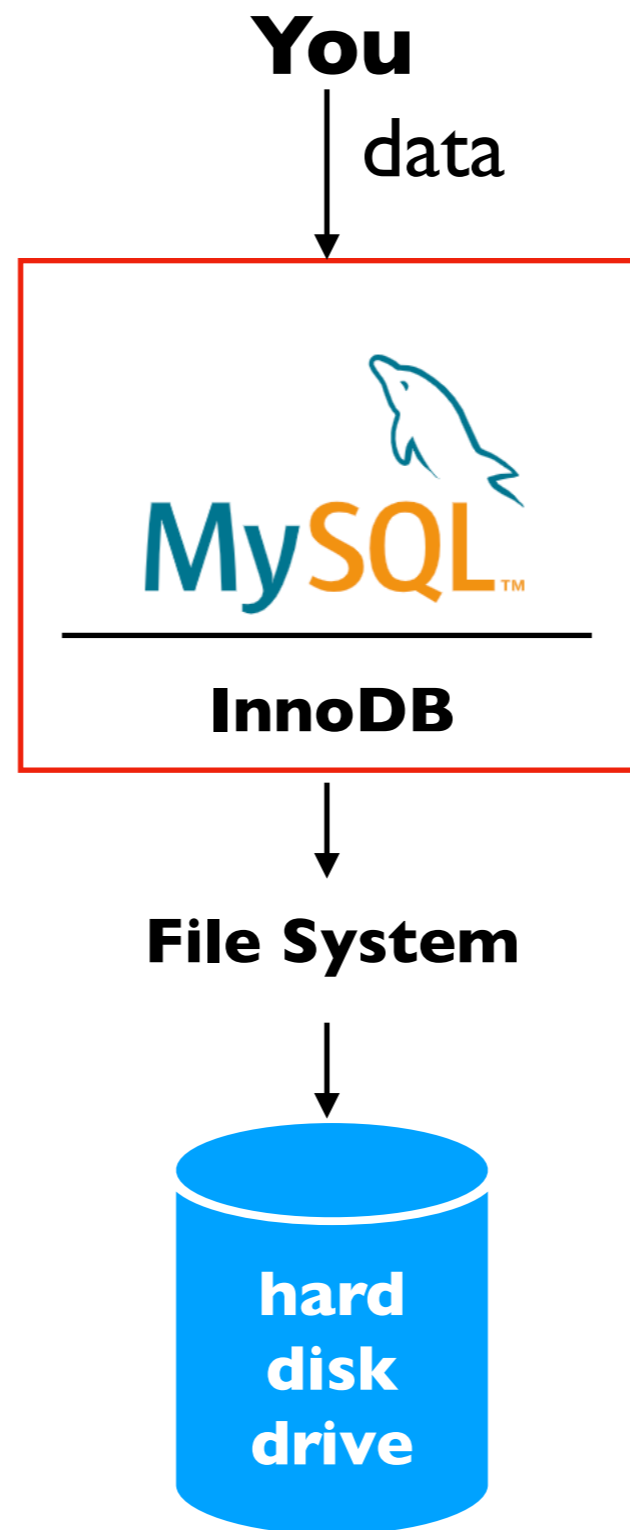 You
data
MySQL™
InnoDB
File System
hard
disk
drive